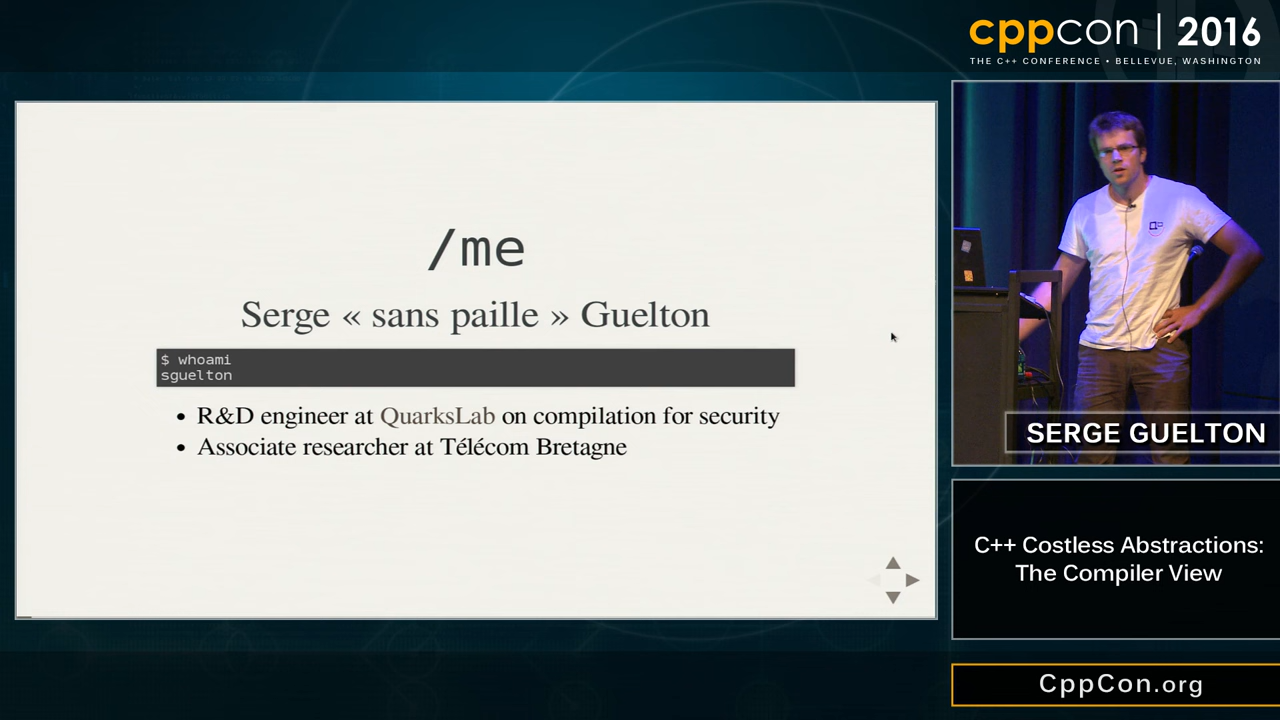 cppcon | 2016
THE C++ CONFERENCE • BELLEVUE, WASHINGTON
/me
Serge « sans paille » Guelton
$ whoami
sguelton
• R&D engineer at QuarksLab on compilation for security
• Associate researcher at Télécom Bretagne
SERGE GUELTON
C++ Costless Abstractions:
The Compiler View
CppCon.org